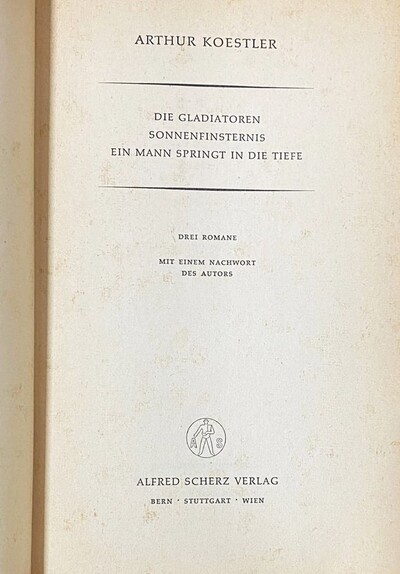 ARTHUR KOESTLER
DIE GLADIATOREN
SONNENFINSTERNIS
EIN MANN SPRINGT IN DIE TIEFE
DREI ROMANE
MIT EINEM NACHWORT
DES AUTORS
A S
ALFRED SCHERZ VERLAG
BERN · STUTTGART · WIEN